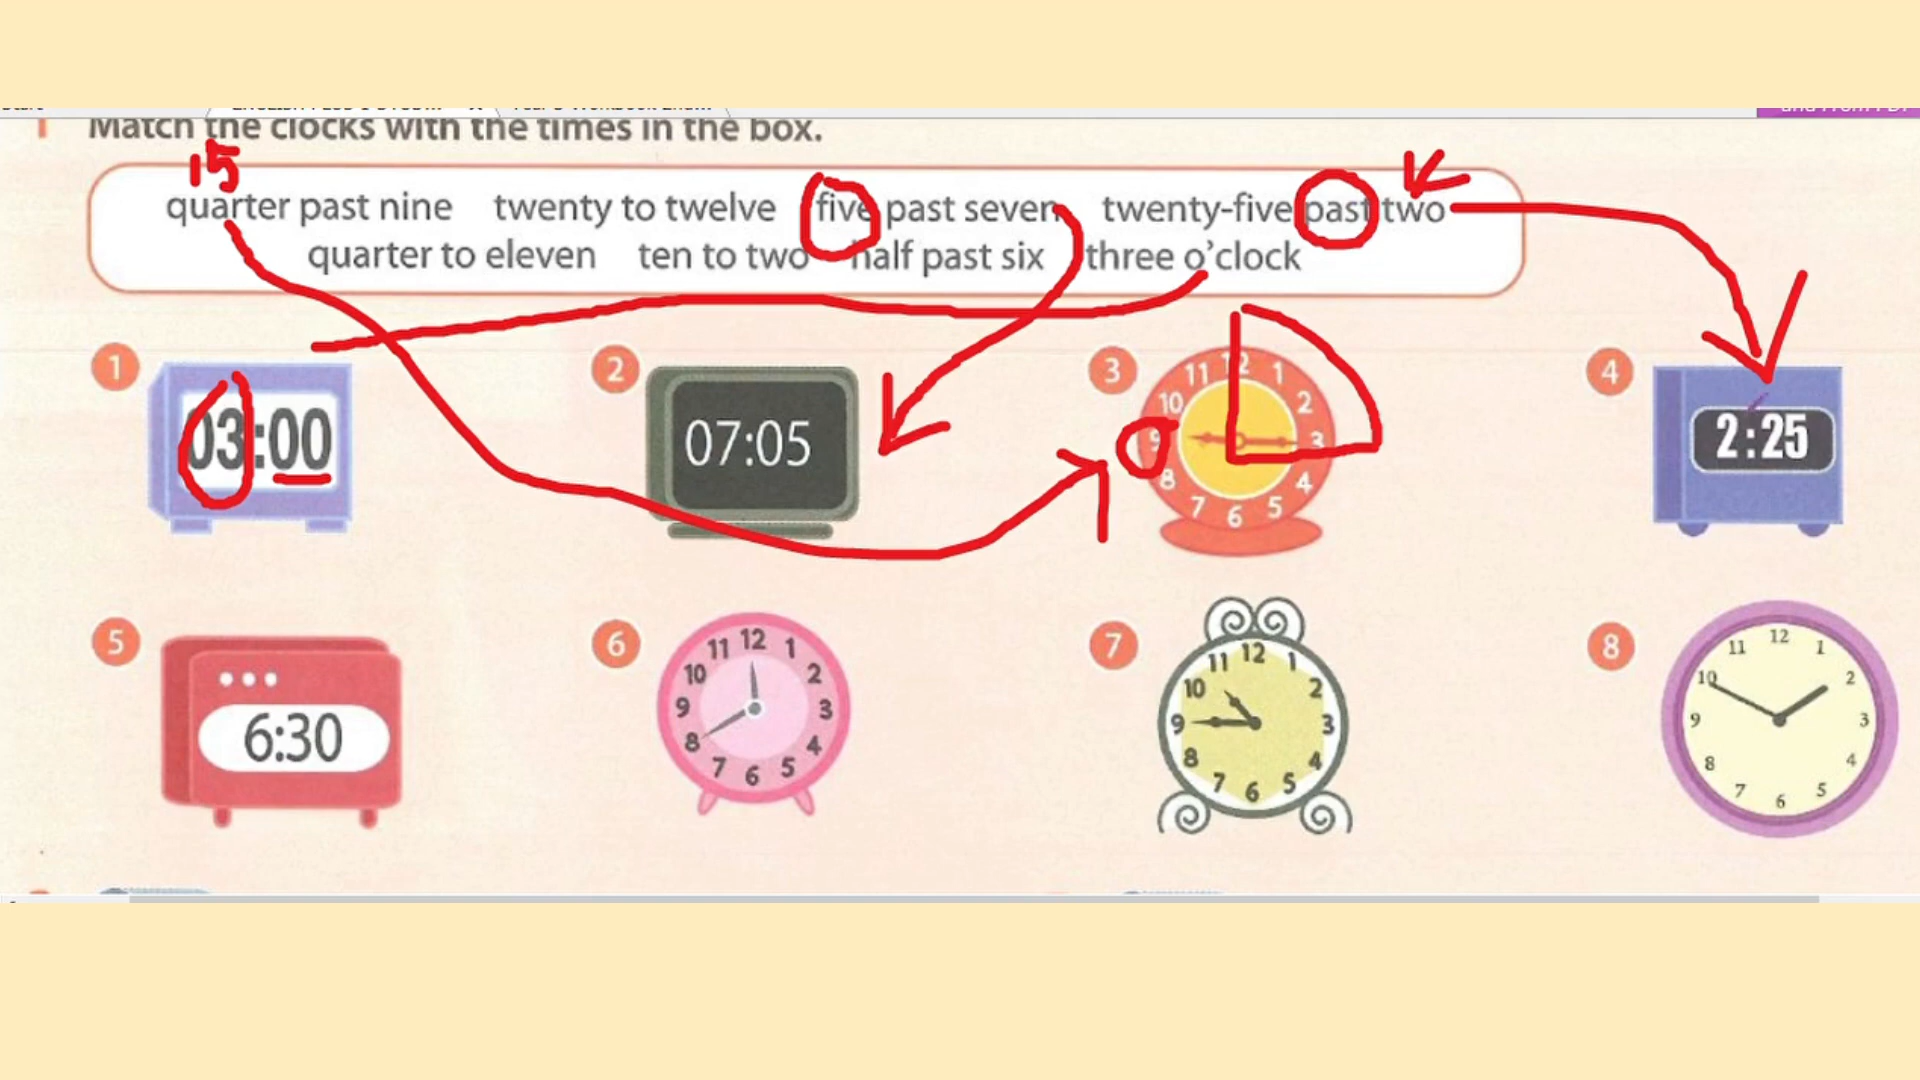 Match the clocks with the times in the box.
15
quarter past nine twenty to twelve five past seven twenty-five past two
quarter to eleven ten to two half past six three o'clock
1 03:00
2 07:05
3 12 1 2 3 4 5 6 7 8 9 10 11
4 2:25
5 6:30
6 12 1 2 3 4 5 6 7 8 9 10 11
7 12 1 2 3 4 5 6 7 8 9 10 11
8 12 1 2 3 4 5 6 7 8 9 10 11